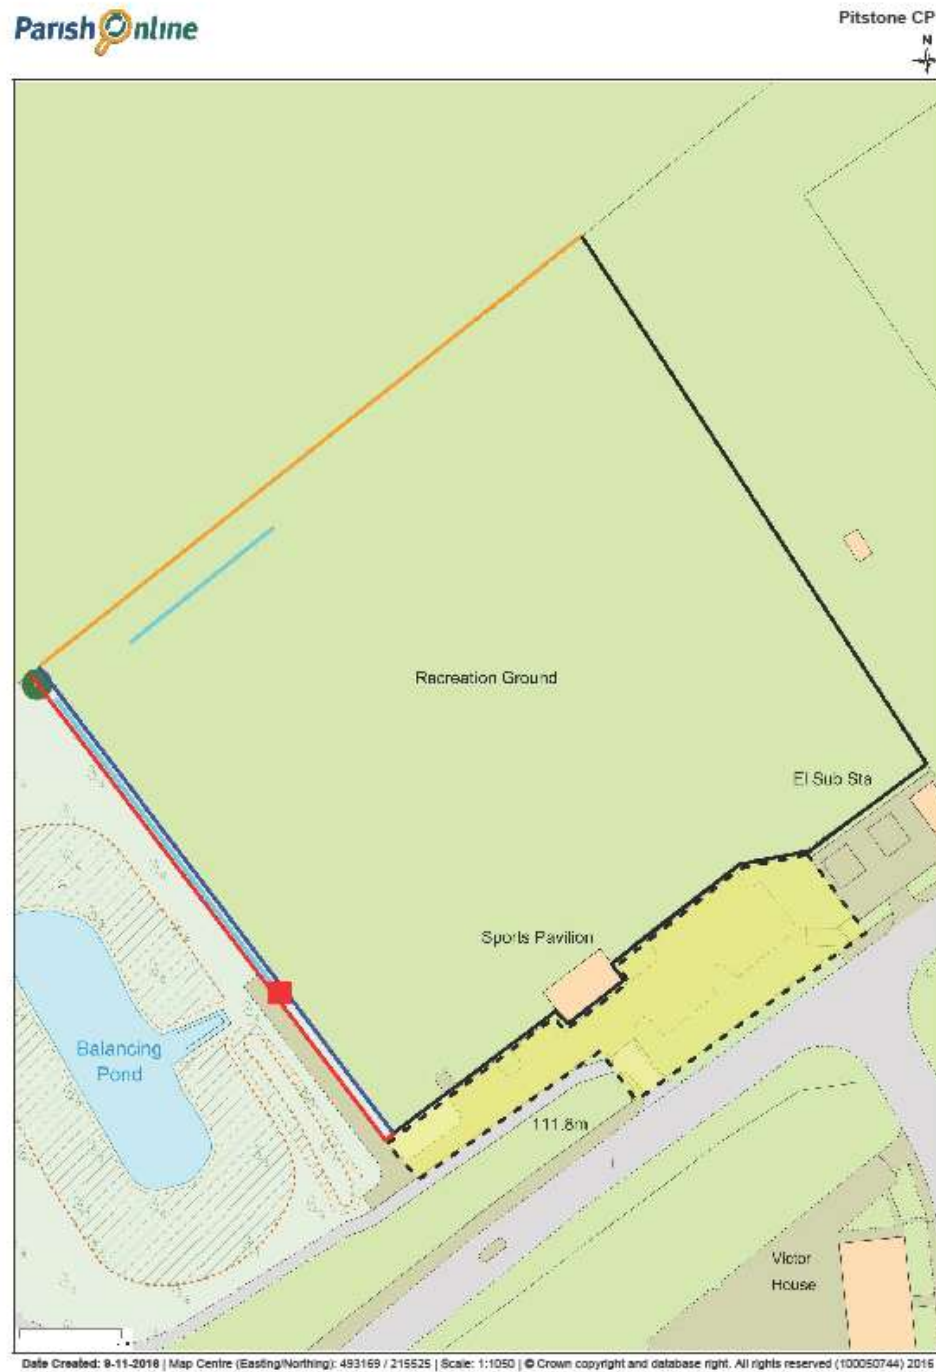 Parish Online
Pitstone CP
N
Recreation Ground
El Sub Sta
Sports Pavilion
Balancing
Pond
111.8m
Victor
House
Date Created: 9-11-2018 | Map Centre (Easting/Northing): 493169 / 215525 | Scale: 1:1050 | © Crown copyright and database right. All rights reserved (100050744) 2018